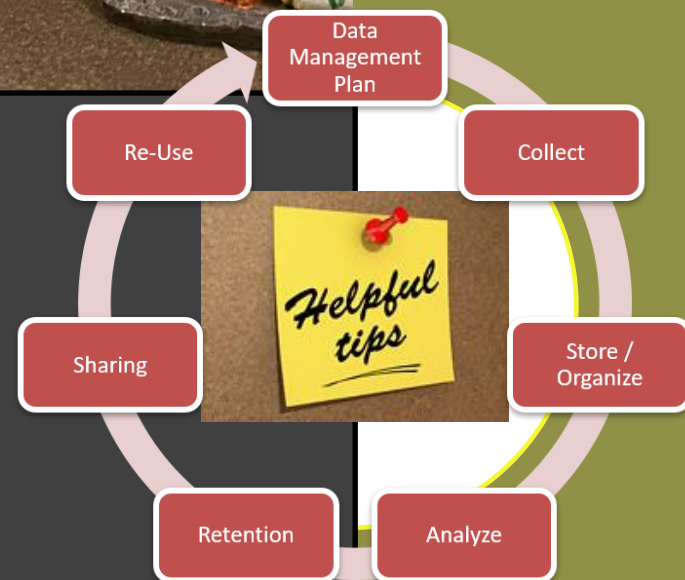 Data
Management
Plan
Collect
Store /
Organize
Analyze
Retention
Sharing
Re-Use
Helpful
tips